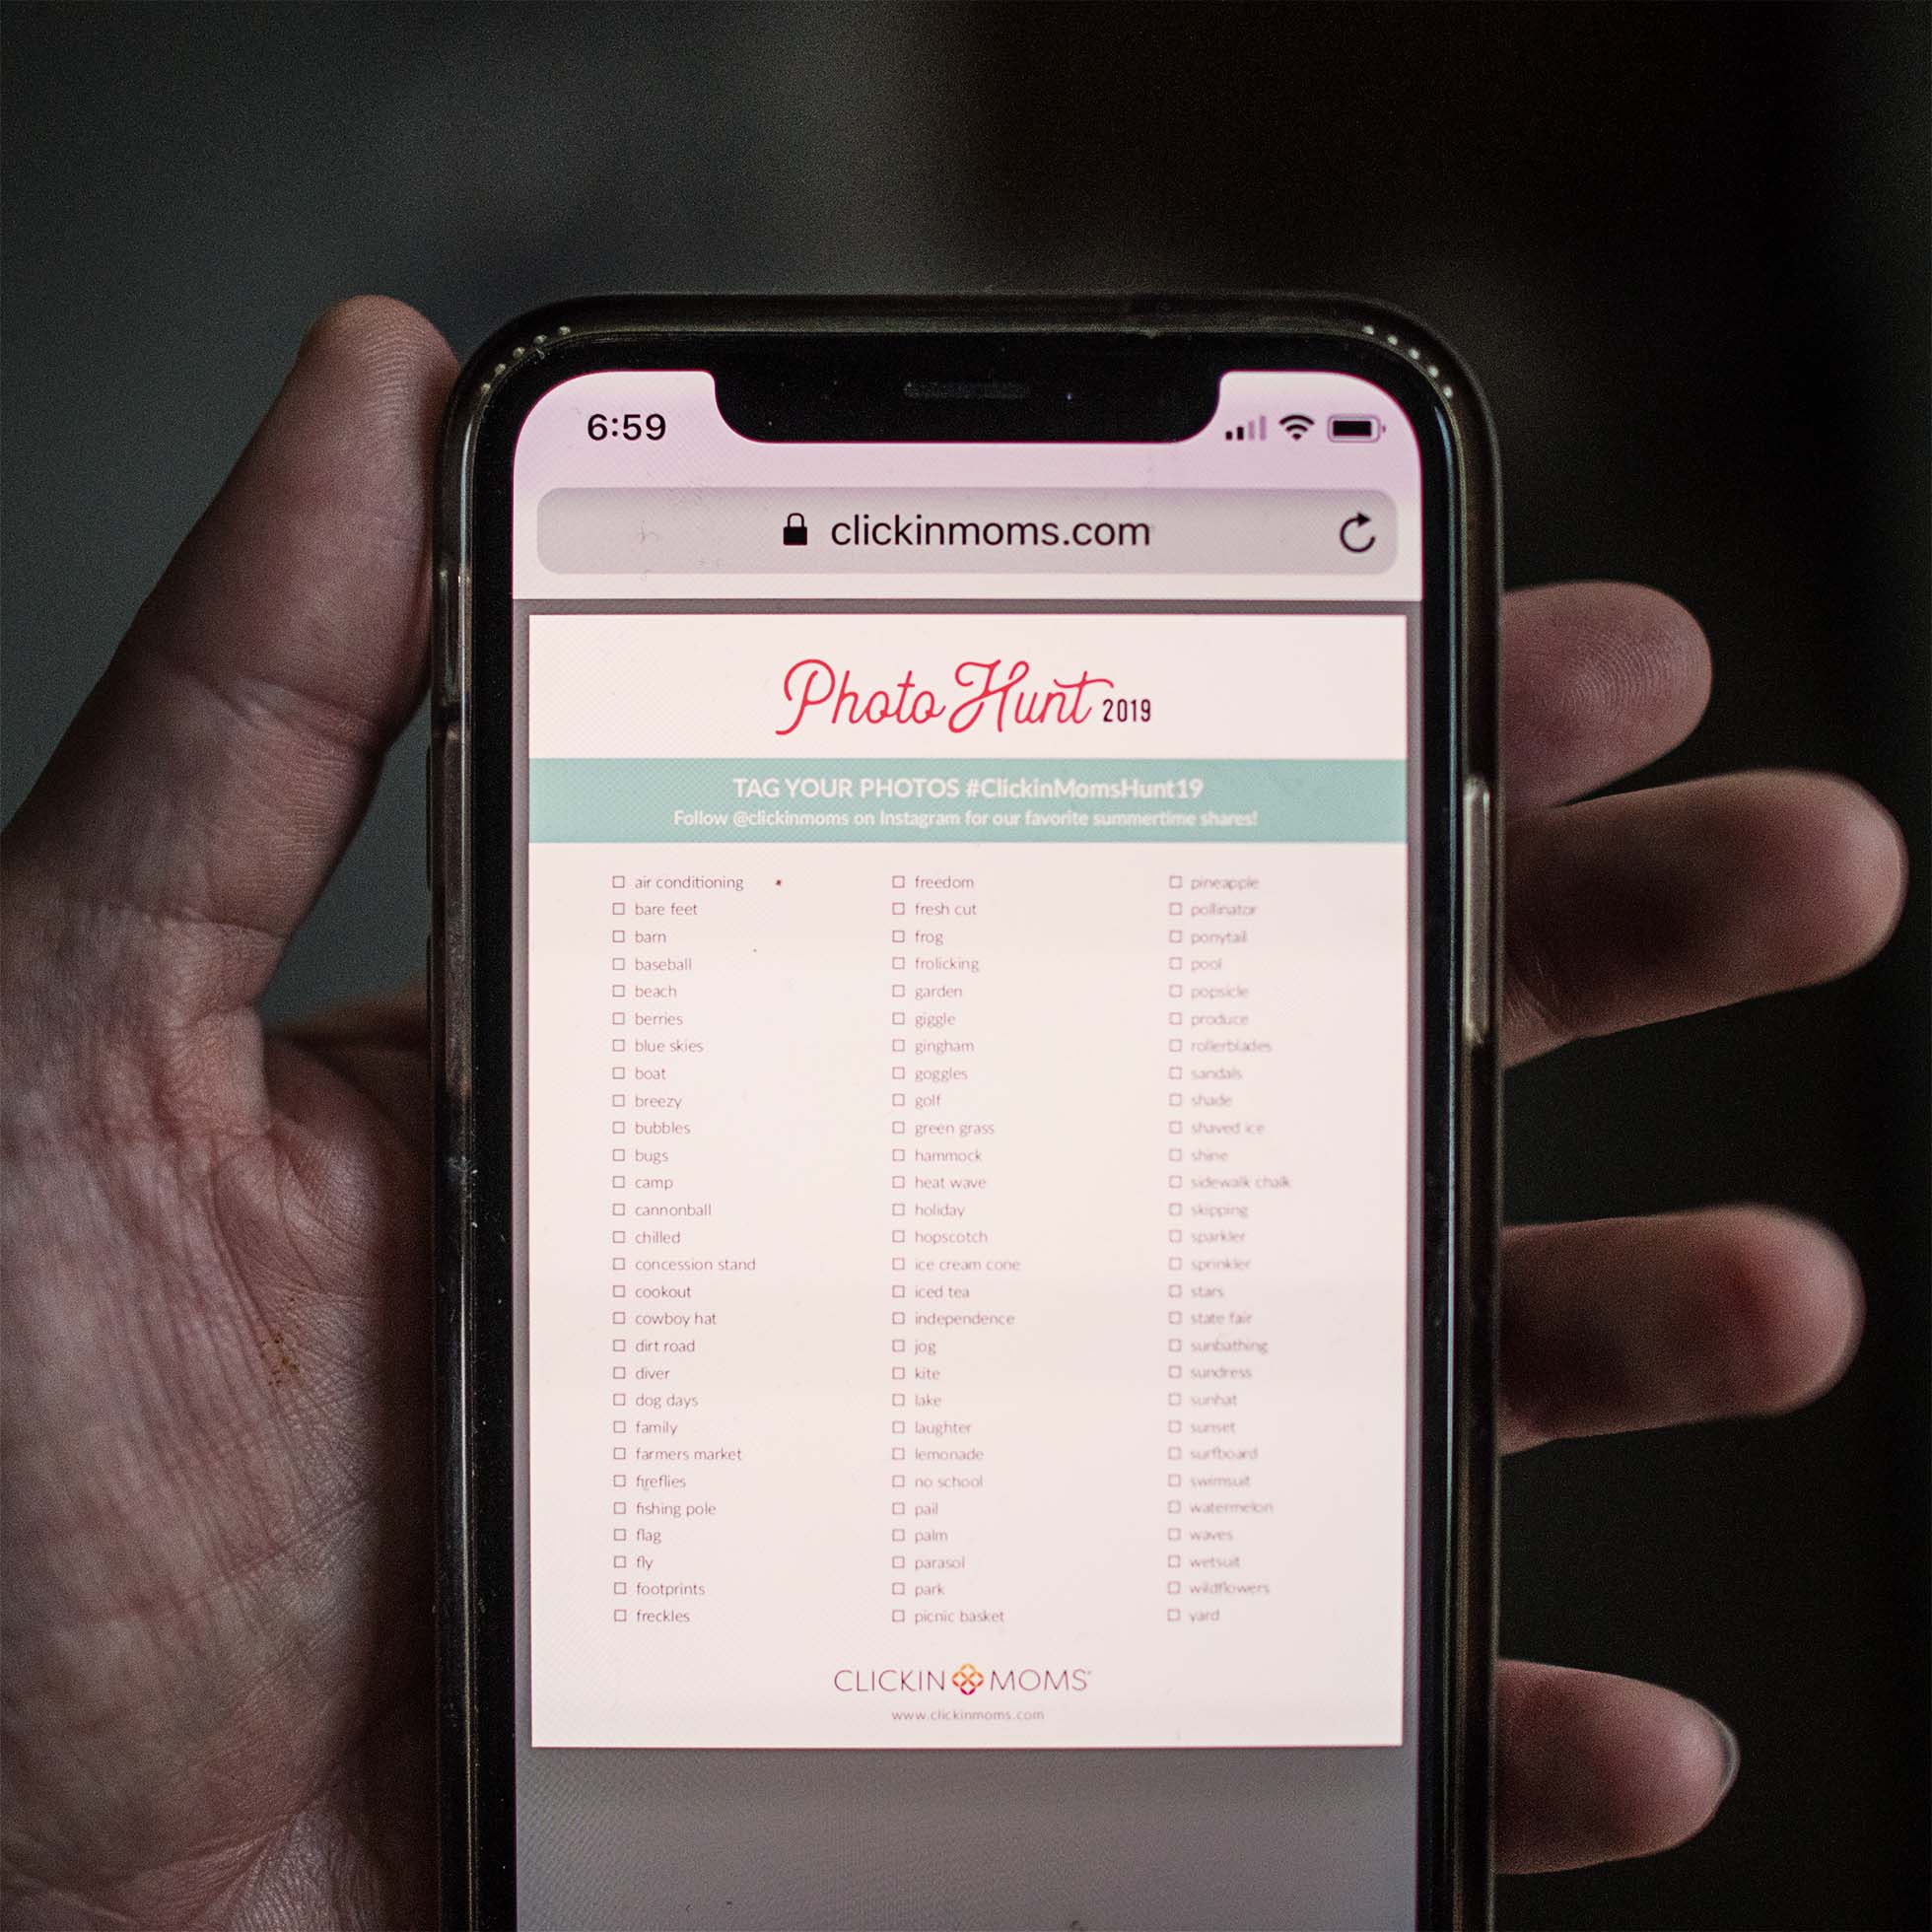 6:59
clickinmoms.com
Photo Hunt 2019
TAG YOUR PHOTOS #ClickinMomsHunt19
Follow @clickinmoms on Instagram for our favorite summertime shares!
air conditioning
bare feet
barn
baseball
beach
berries
blue skies
boat
breezy
bubbles
bugs
camp
cannonball
chilled
concession stand
cookout
cowboy hat
dirt road
diver
dog days
family
farmers market
fireflies
fishing pole
flag
fly
footprints
freckles
freedom
fresh cut
frog
frolicking
garden
giggle
gingham
goggles
golf
green grass
hammock
heat wave
holiday
hopscotch
ice cream cone
iced tea
independence
jog
kite
lake
laughter
lemonade
no school
pail
palm
parasol
park
picnic basket
pineapple
pollinator
ponytail
pool
popsicle
produce
rollerblades
sandals
shade
shaved ice
shine
sidewalk chalk
skipping
sparkler
sprinkler
stars
state fair
sunbathing
sundress
sunhat
sunset
surfboard
swimsuit
watermelon
waves
wetsuit
wildflowers
yard
CLICKIN MOMS®
www.clickinmoms.com